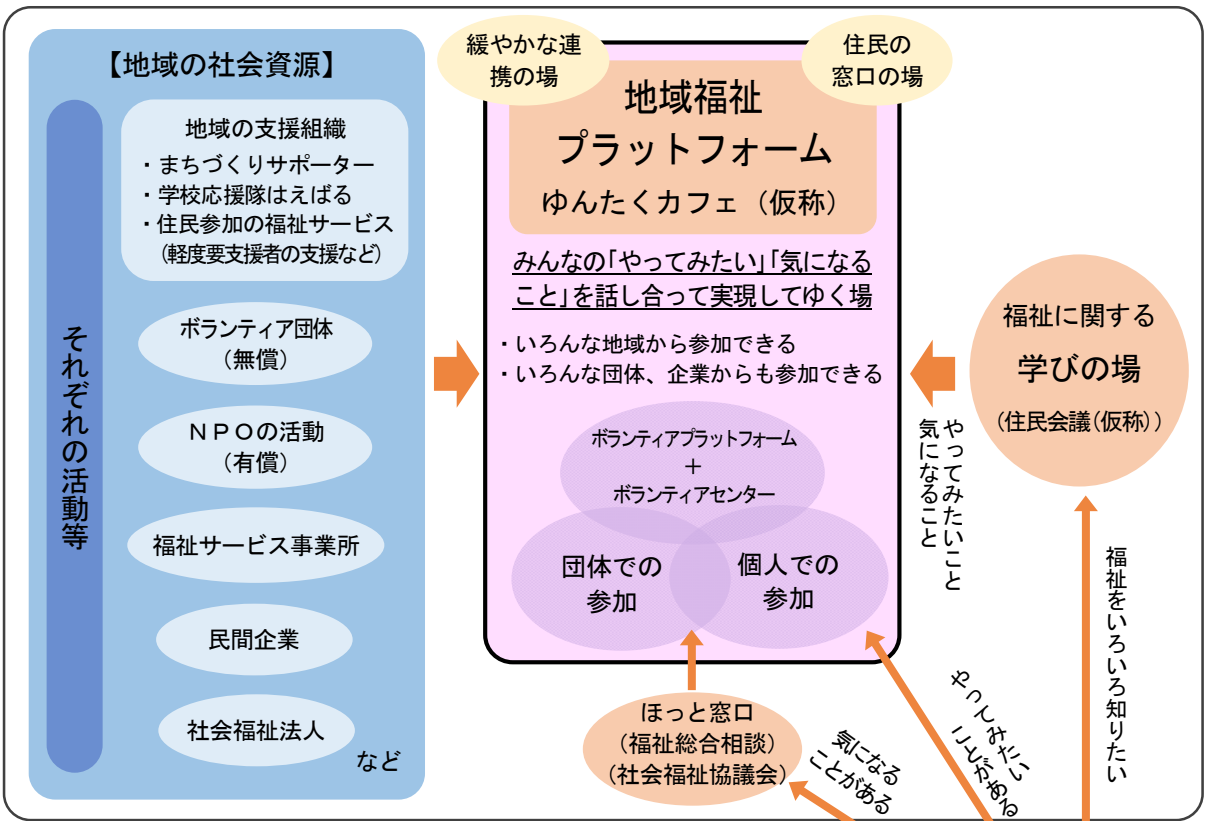 【地域の社会資源】
それぞれの活動等
地域の支援組織
・まちづくりサポーター
・学校応援隊はえばる
・住民参加の福祉サービス
（軽度要支援者の支援など）
ボランティア団体
（無償）
ＮＰＯの活動
（有償）
福祉サービス事業所
民間企業
社会福祉法人
など
緩やかな連
携の場
住民の
窓口の場
地域福祉
プラットフォーム
ゆんたくカフェ（仮称）
みんなの「やってみたい」「気になる
こと」を話し合って実現してゆく場
・いろんな地域から参加できる
・いろんな団体、企業からも参加できる
ボランティアプラットフォーム
＋
ボランティアセンター
団体での
参加
個人での
参加
ほっと窓口
（福祉総合相談）
（社会福祉協議会）
福祉に関する
学びの場
（住民会議（仮称））
やってみたいこと
気になること
福祉をいろいろ知りたい
やってみたい
ことがある
気になる
ことがある